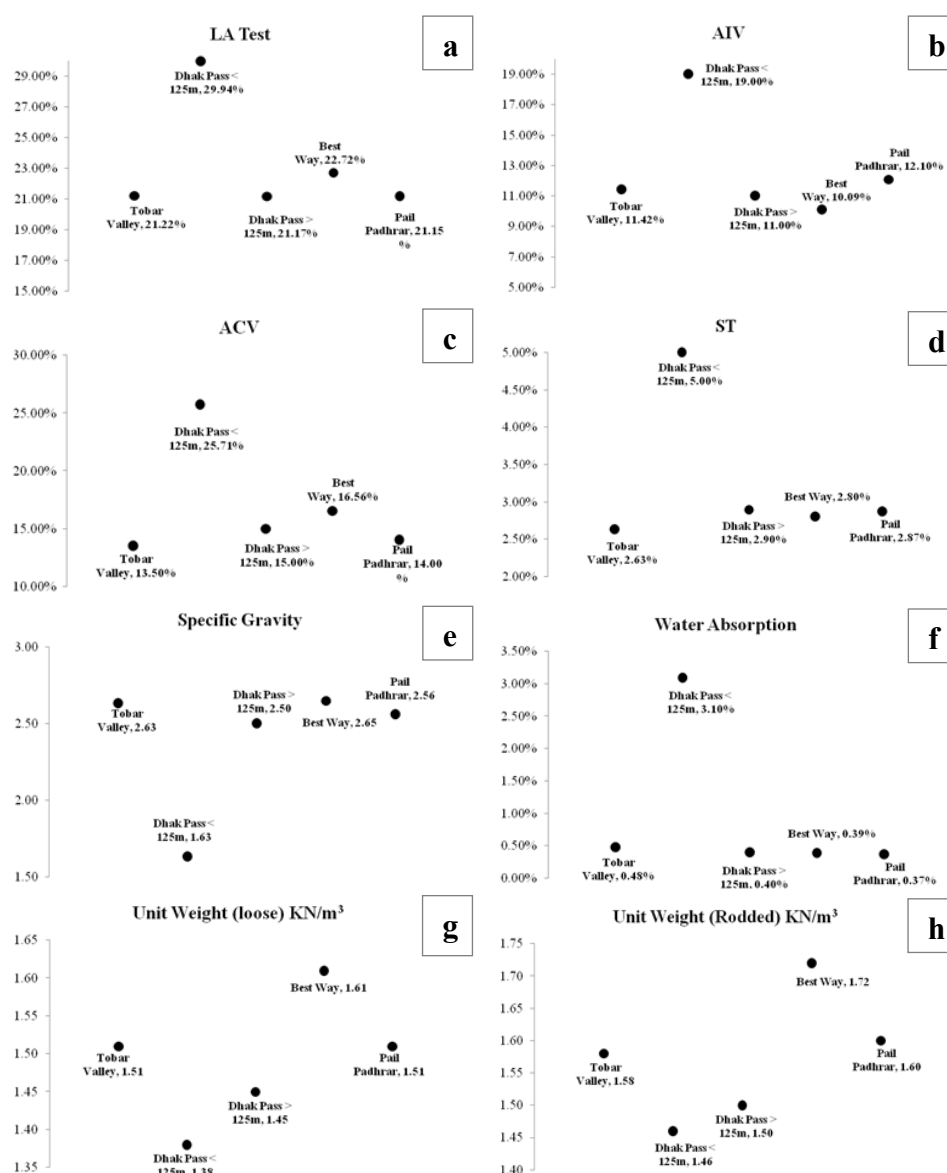 LA Test
a
29.00%
27.00%
25.00%
23.00%
21.00%
19.00%
17.00%
15.00%
Dhak Pass <
125m, 29.94%
Best
Way, 22.72%
Tobar
Valley, 21.22%
Dhak Pass >
125m, 21.17%
Pail
Padhrar, 21.15
%
AIV
b
19.00%
17.00%
15.00%
13.00%
11.00%
9.00%
7.00%
5.00%
Dhak Pass <
125m, 19.00%
Pail
Padhrar, 12.10%
Best
Way, 10.09%
Tobar
Valley, 11.42%
Dhak Pass >
125m, 11.00%
ACV
c
30.00%
25.00%
20.00%
15.00%
10.00%
Dhak Pass <
125m, 25.71%
Best
Way, 16.56%
Tobar
Valley, 13.50%
Dhak Pass >
125m, 15.00%
Pail
Padhrar, 14.00
%
ST
d
5.00%
4.50%
4.00%
3.50%
3.00%
2.50%
2.00%
Dhak Pass <
125m, 5.00%
Best Way, 2.80%
Tobar
Valley, 2.63%
Dhak Pass >
125m, 2.90%
Pail
Padhrar, 2.87%
Specific Gravity
e
3.00
2.50
2.00
1.50
Tobar
Valley, 2.63
Dhak Pass >
125m, 2.50
Best Way, 2.65
Pail
Padhrar, 2.56
Dhak Pass <
125m, 1.63
Water Absorption
f
3.50%
3.00%
2.50%
2.00%
1.50%
1.00%
0.50%
0.00%
Dhak Pass <
125m, 3.10%
Best Way, 0.39%
Tobar
Valley, 0.48%
Dhak Pass >
125m, 0.40%
Pail
Padhrar, 0.37%
Unit Weight (loose) KN/m³
g
1.65
1.60
1.55
1.50
1.45
1.40
1.35
Best Way, 1.61
Tobar
Valley, 1.51
Pail
Padhrar, 1.51
Dhak Pass >
125m, 1.45
Dhak Pass <
125m, 1.38
Unit Weight (Rodded) KN/m³
h
1.75
1.70
1.65
1.60
1.55
1.50
1.45
1.40
Best Way, 1.72
Tobar
Valley, 1.58
Pail
Padhrar, 1.60
Dhak Pass >
125m, 1.50
Dhak Pass <
125m, 1.46